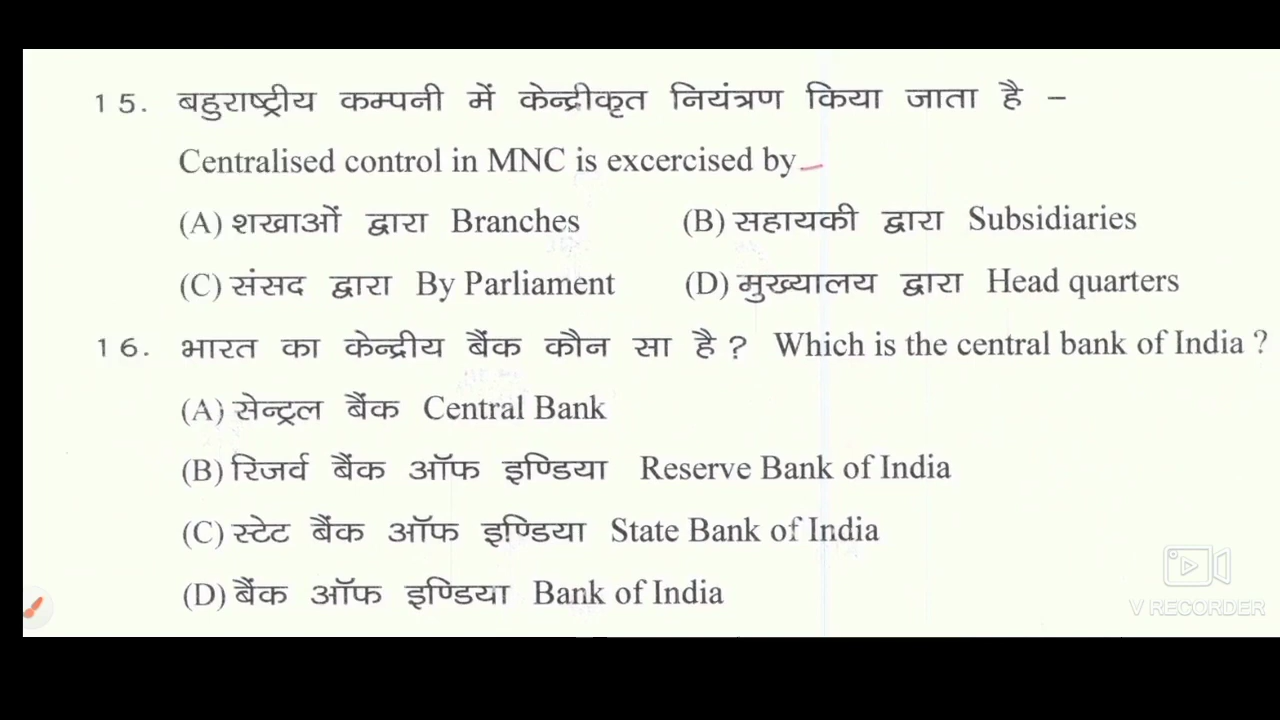 15. बहुराष्ट्रीय कम्पनी में केन्द्रीकृत नियंत्रण किया जाता है –
Centralised control in MNC is excercised by
(A) शखाओं द्वारा Branches (B) सहायकी द्वारा Subsidiaries
(C) संसद द्वारा By Parliament (D) मुख्यालय द्वारा Head quarters
16. भारत का केन्द्रीय बैंक कौन सा है? Which is the central bank of India ?
(A) सेन्ट्रल बैंक Central Bank
(B) रिजर्व बैंक ऑफ इण्डिया Reserve Bank of India
(C) स्टेट बैंक ऑफ इण्डिया State Bank of India
(D) बैंक ऑफ इण्डिया Bank of India
V RECORDER